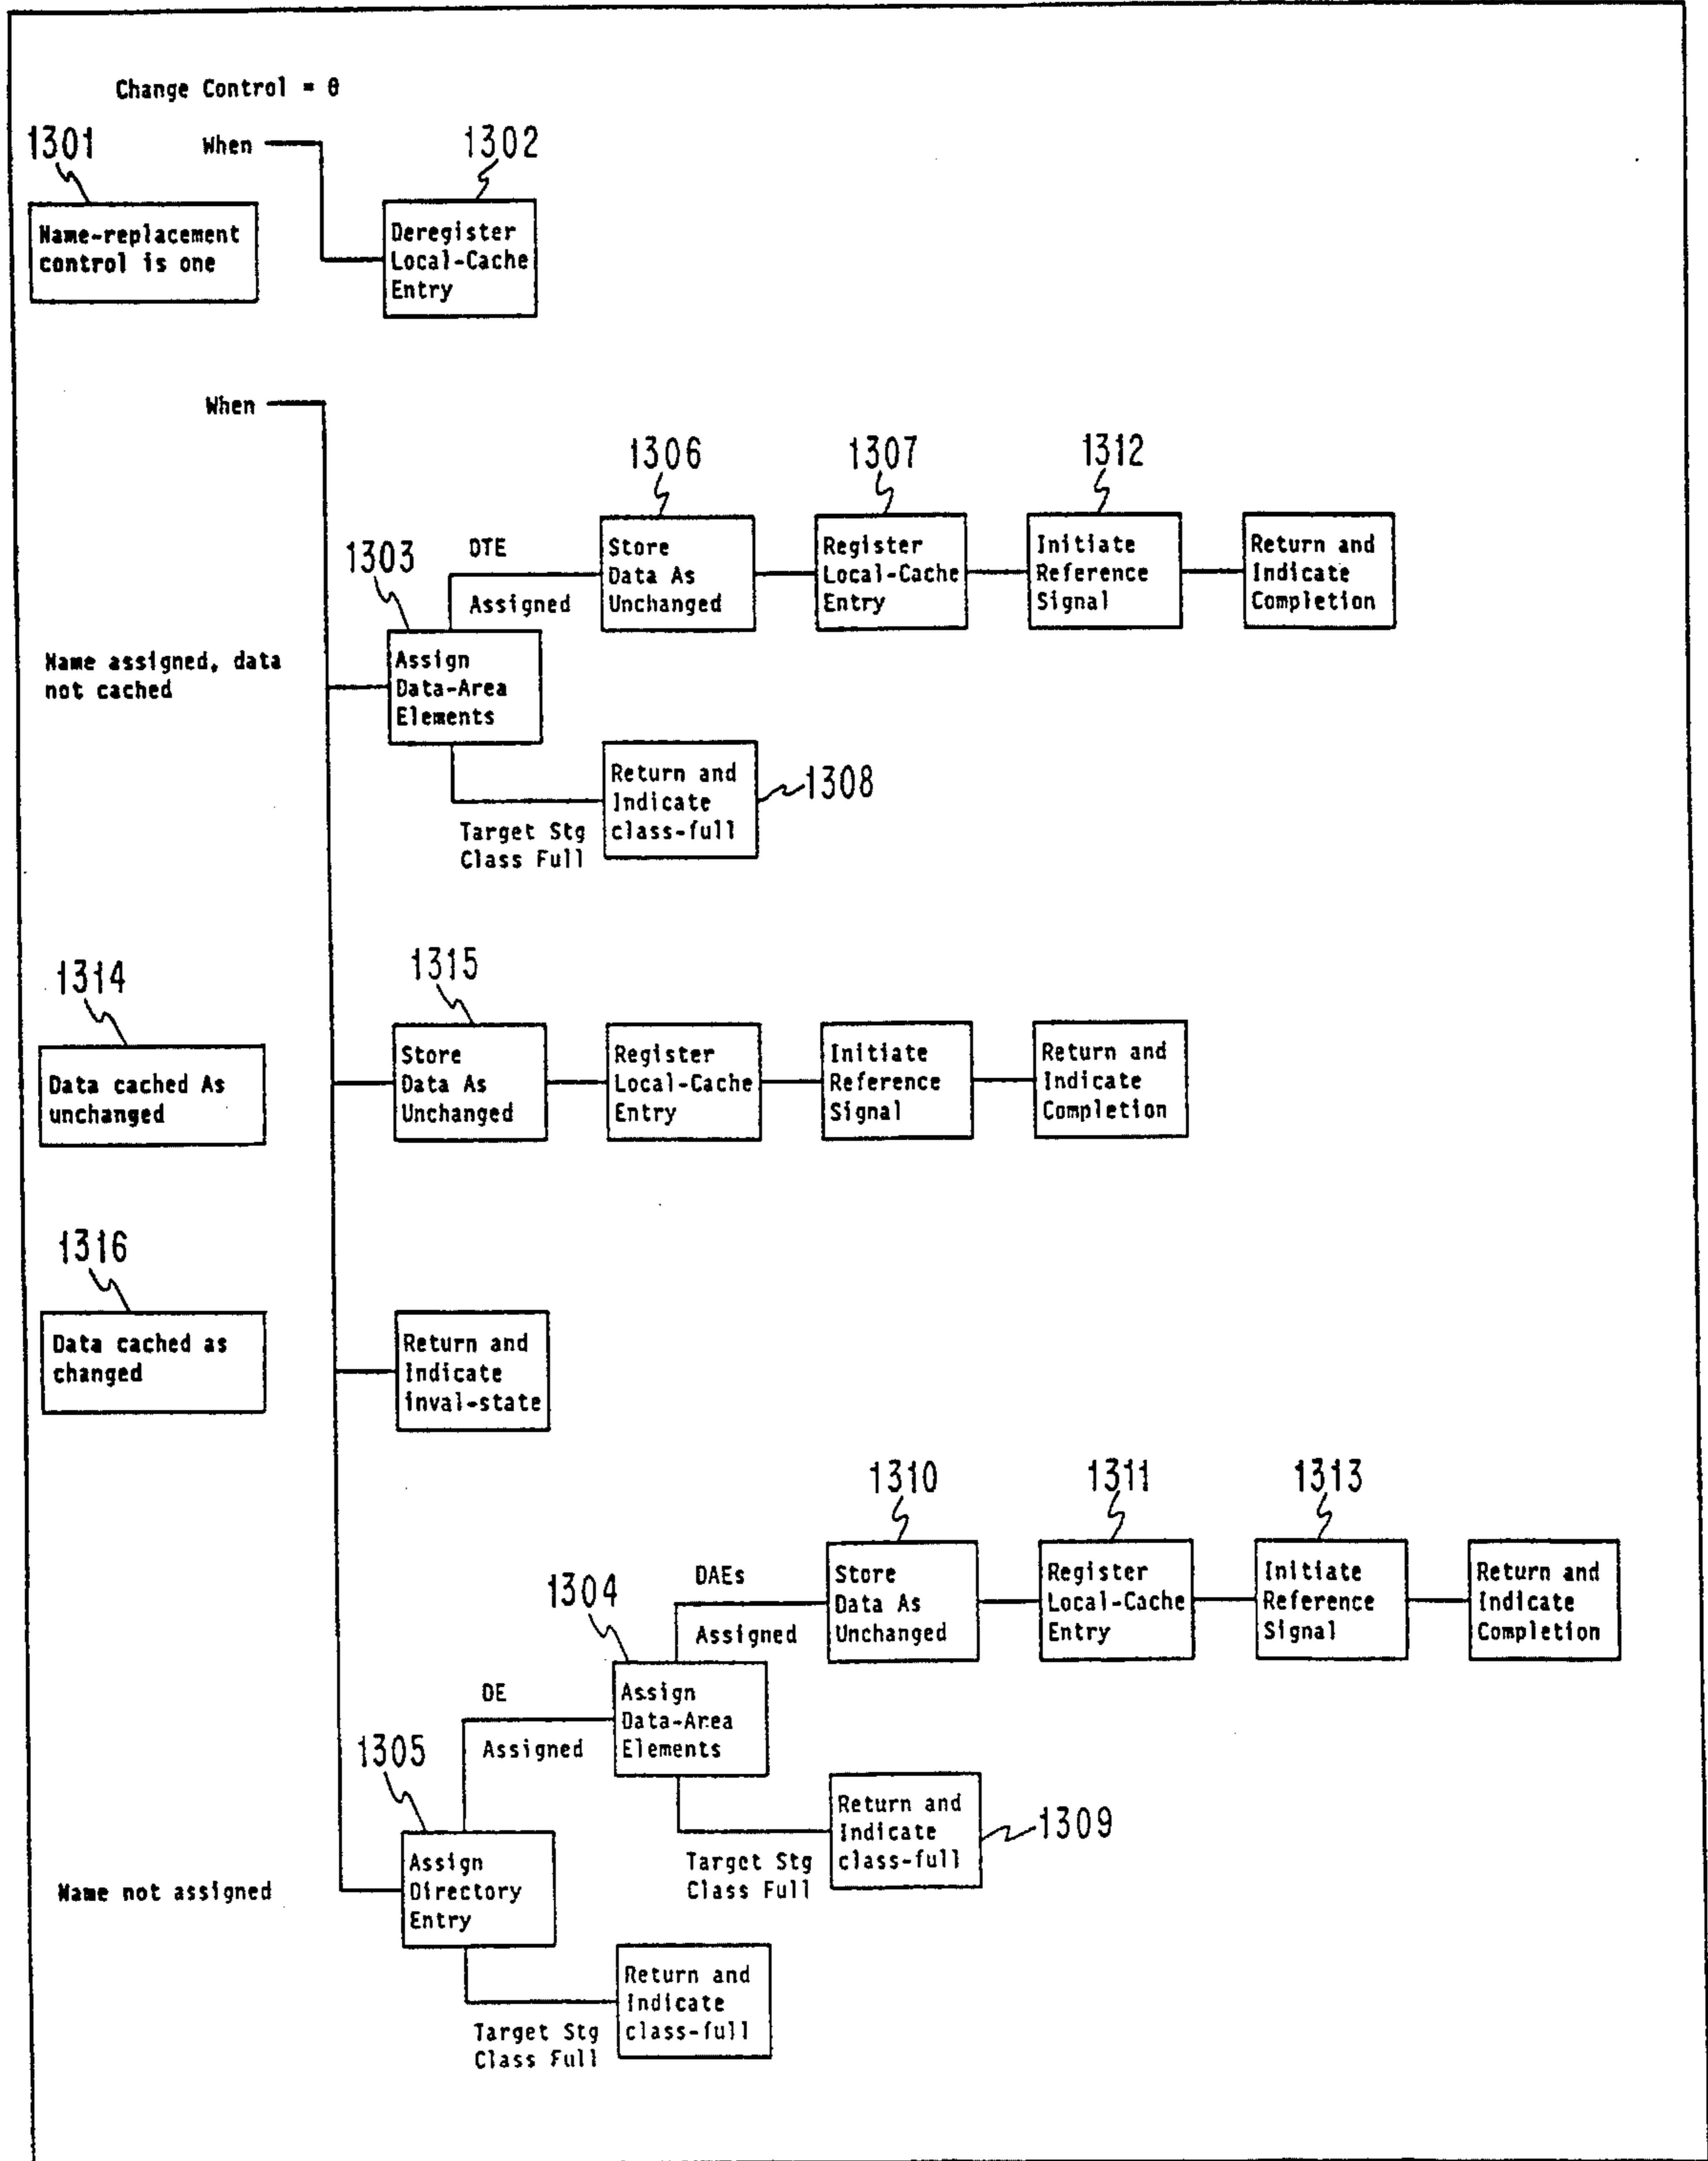 Change Control = 0
1301
When
1302
Name-replacement
control is one
Deregister
Local-Cache
Entry
When
1306
1307
1312
1303
DTE
Assigned
Store
Data As
Unchanged
Register
Local-Cache
Entry
Initiate
Reference
Signal
Return and
Indicate
Completion
Name assigned, data
not cached
Assign
Data-Area
Elements
Return and
Indicate
class-full
1308
Target Stg
Class Full
1314
1315
Data cached As
unchanged
Store
Data As
Unchanged
Register
Local-Cache
Entry
Initiate
Reference
Signal
Return and
Indicate
Completion
1316
Data cached as
changed
Return and
Indicate
inval-state
1310
1311
1313
1304
DAEs
Assigned
Store
Data As
Unchanged
Register
Local-Cache
Entry
Initiate
Reference
Signal
Return and
Indicate
Completion
1305
DE
Assigned
Assign
Data-Area
Elements
Return and
Indicate
class-full
1309
Target Stg
Class Full
Name not assigned
Assign
Directory
Entry
Return and
Indicate
class-full
Target Stg
Class Full